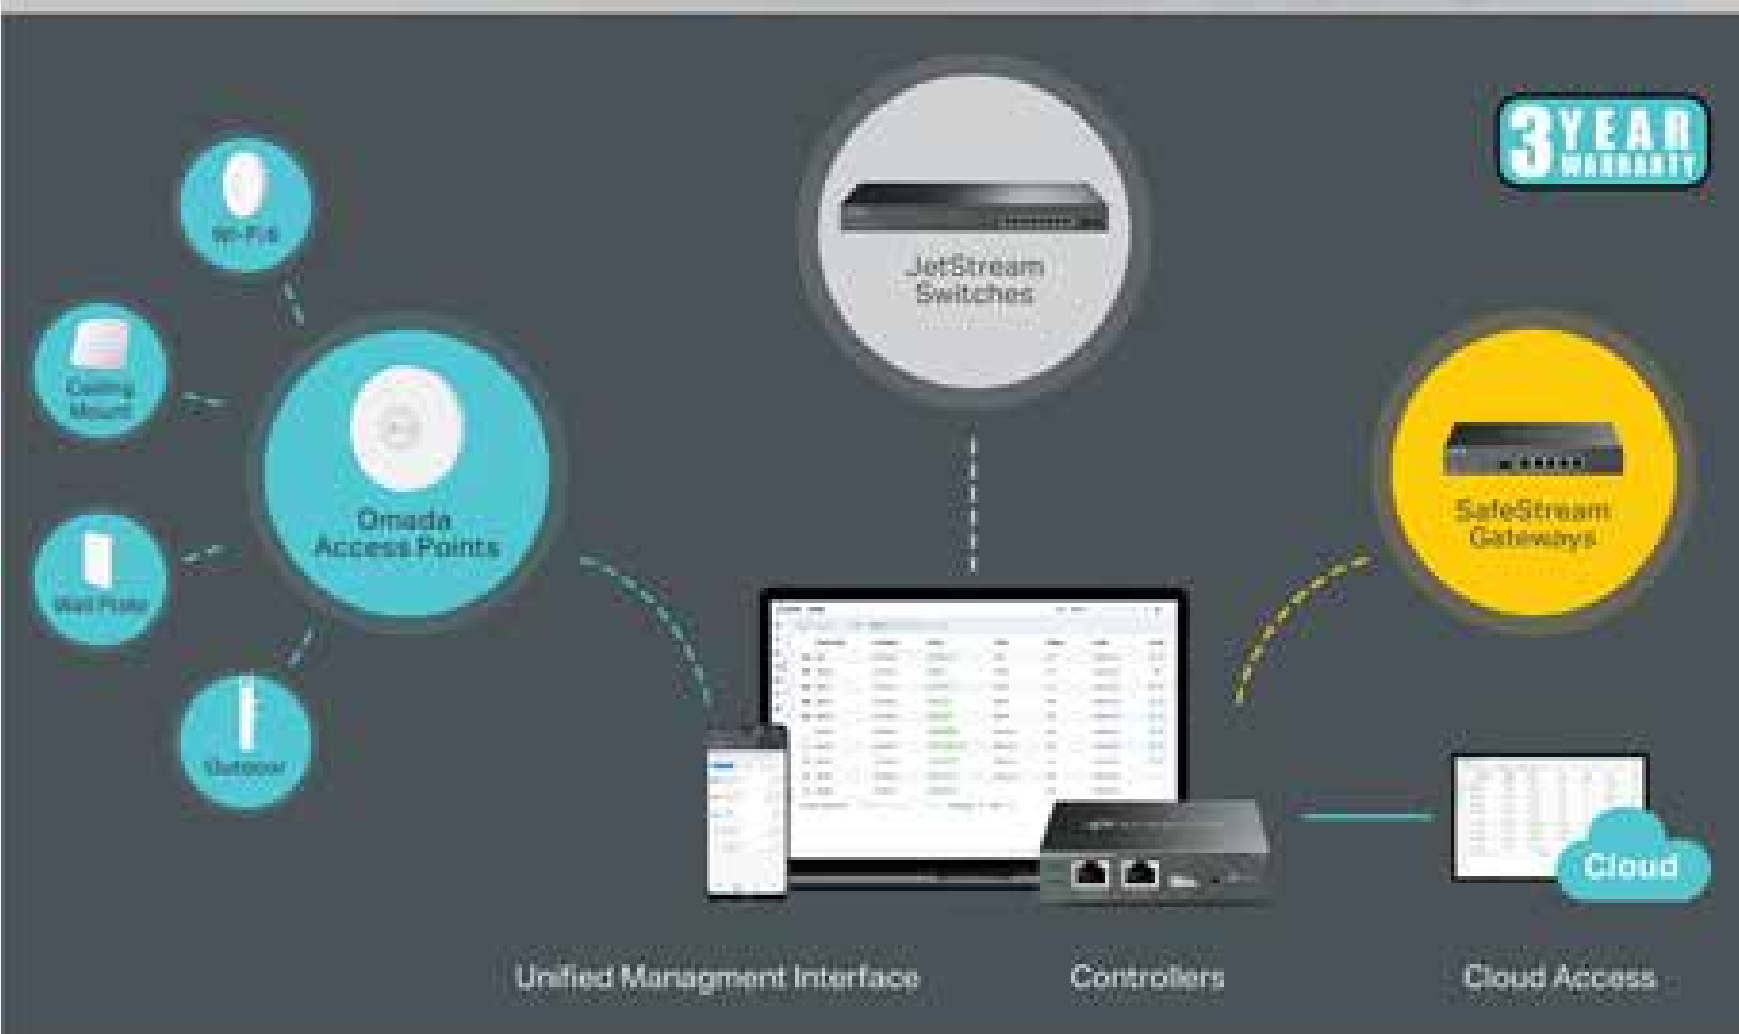 3 YEAR
WARRANTY
Wi-Fi 6
JetStream
Switches
Ceiling
Mount
Omada
Access Points
SafeStream
Gateways
Wall Plate
Outdoor
Cloud
Unified Managment Interface
Controllers
Cloud Access